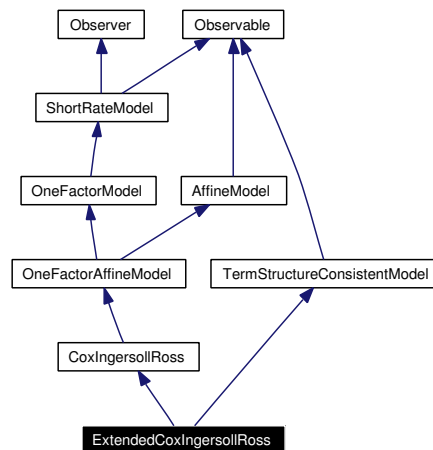 Observer
Observable
ShortRateModel
OneFactorModel
AffineModel
OneFactorAffineModel
TermStructureConsistentModel
CoxIngersollRoss
ExtendedCoxIngersollRoss